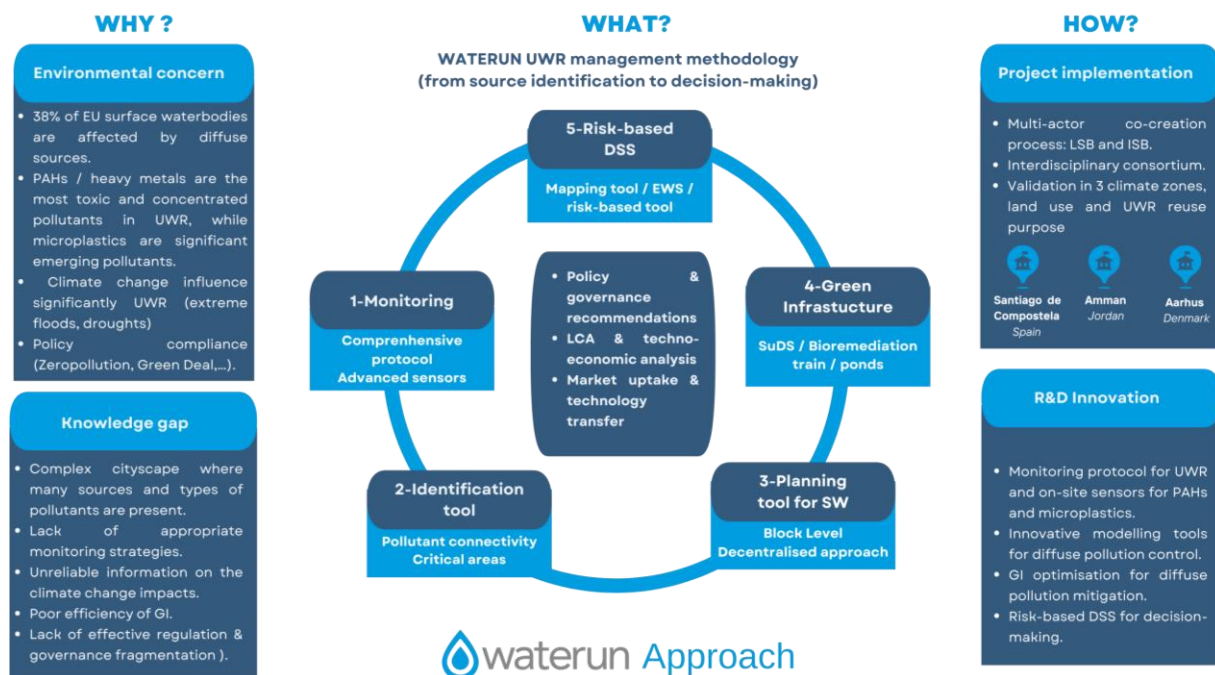 WHY ?
Environmental concern
• 38% of EU surface waterbodies
are affected by diffuse
sources.
• PAHs / heavy metals are the
most toxic and concentrated
pollutants in UWR, while
microplastics are significant
emerging pollutants.
• Climate change influence
significantly UWR (extreme
floods, droughts)
• Policy compliance
(Zeropollution, Green Deal,...).
Knowledge gap
• Complex cityscape where
many sources and types of
pollutants are present.
• Lack of appropriate
monitoring strategies.
• Unreliable information on the
climate change impacts.
• Poor efficiency of GI.
• Lack of effective regulation &
governance fragmentation ).
WHAT?
WATERUN UWR management methodology
(from source identification to decision-making)
5-Risk-based
DSS
Mapping tool / EWS /
risk-based tool
1-Monitoring
Comprenhensive
protocol
Advanced sensors
• Policy &
governance
recommendations
• LCA & techno-
economic analysis
• Market uptake &
technology
transfer
4-Green
Infrastucture
SuDS / Bioremediation
train / ponds
2-Identification
tool
Pollutant connectivity
Critical areas
3-Planning
tool for SW
Block Level
Decentralised approach
waterun Approach
HOW?
Project implementation
• Multi-actor co-creation
process: LSB and ISB.
• Interdisciplinary consortium.
• Validation in 3 climate zones,
land use and UWR reuse
purpose
Santiago de
Compostela
Spain
Amman
Jordan
Aarhus
Denmark
R&D Innovation
• Monitoring protocol for UWR
and on-site sensors for PAHs
and microplastics.
• Innovative modelling tools
for diffuse pollution control.
• GI optimisation for diffuse
pollution mitigation.
• Risk-based DSS for decision-
making.